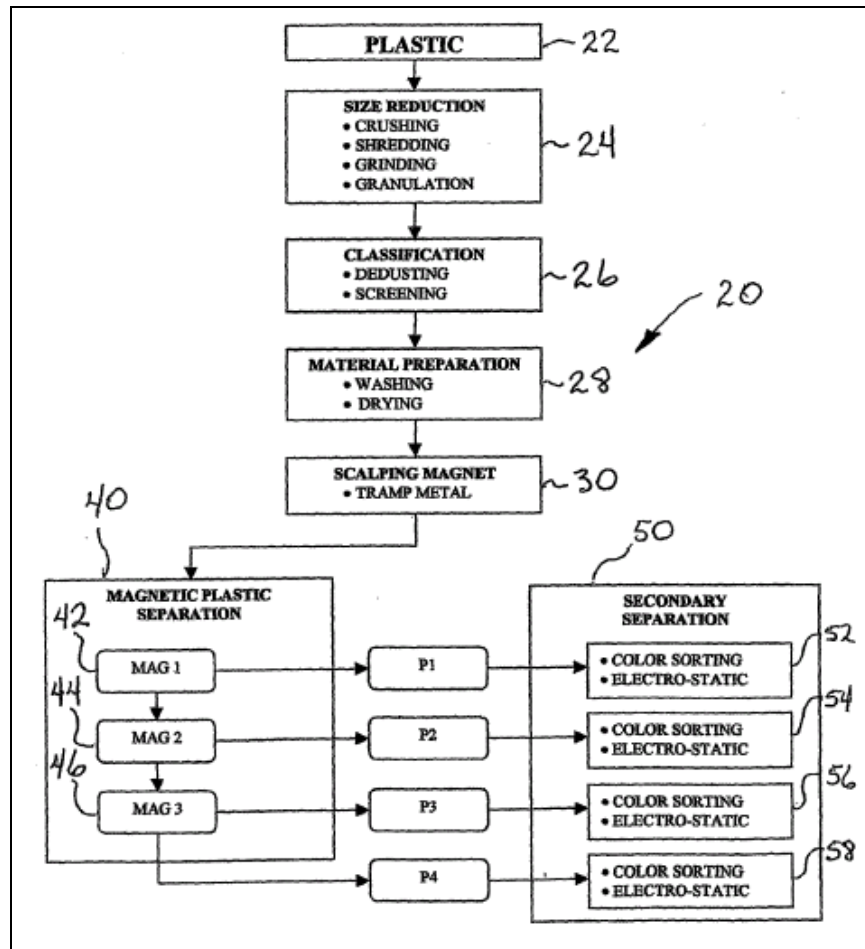 PLASTIC
22
SIZE REDUCTION
• CRUSHING
• SHREDDING
• GRINDING
• GRANULATION
24
CLASSIFICATION
• DEDUSTING
• SCREENING
26
20
MATERIAL PREPARATION
• WASHING
• DRYING
28
SCALPING MAGNET
• TRAMP METAL
30
40
50
MAGNETIC PLASTIC
SEPARATION
SECONDARY
SEPARATION
42
MAG 1
P1
• COLOR SORTING
• ELECTRO-STATIC
52
44
MAG 2
P2
• COLOR SORTING
• ELECTRO-STATIC
54
46
MAG 3
P3
• COLOR SORTING
• ELECTRO-STATIC
56
P4
• COLOR SORTING
• ELECTRO-STATIC
58